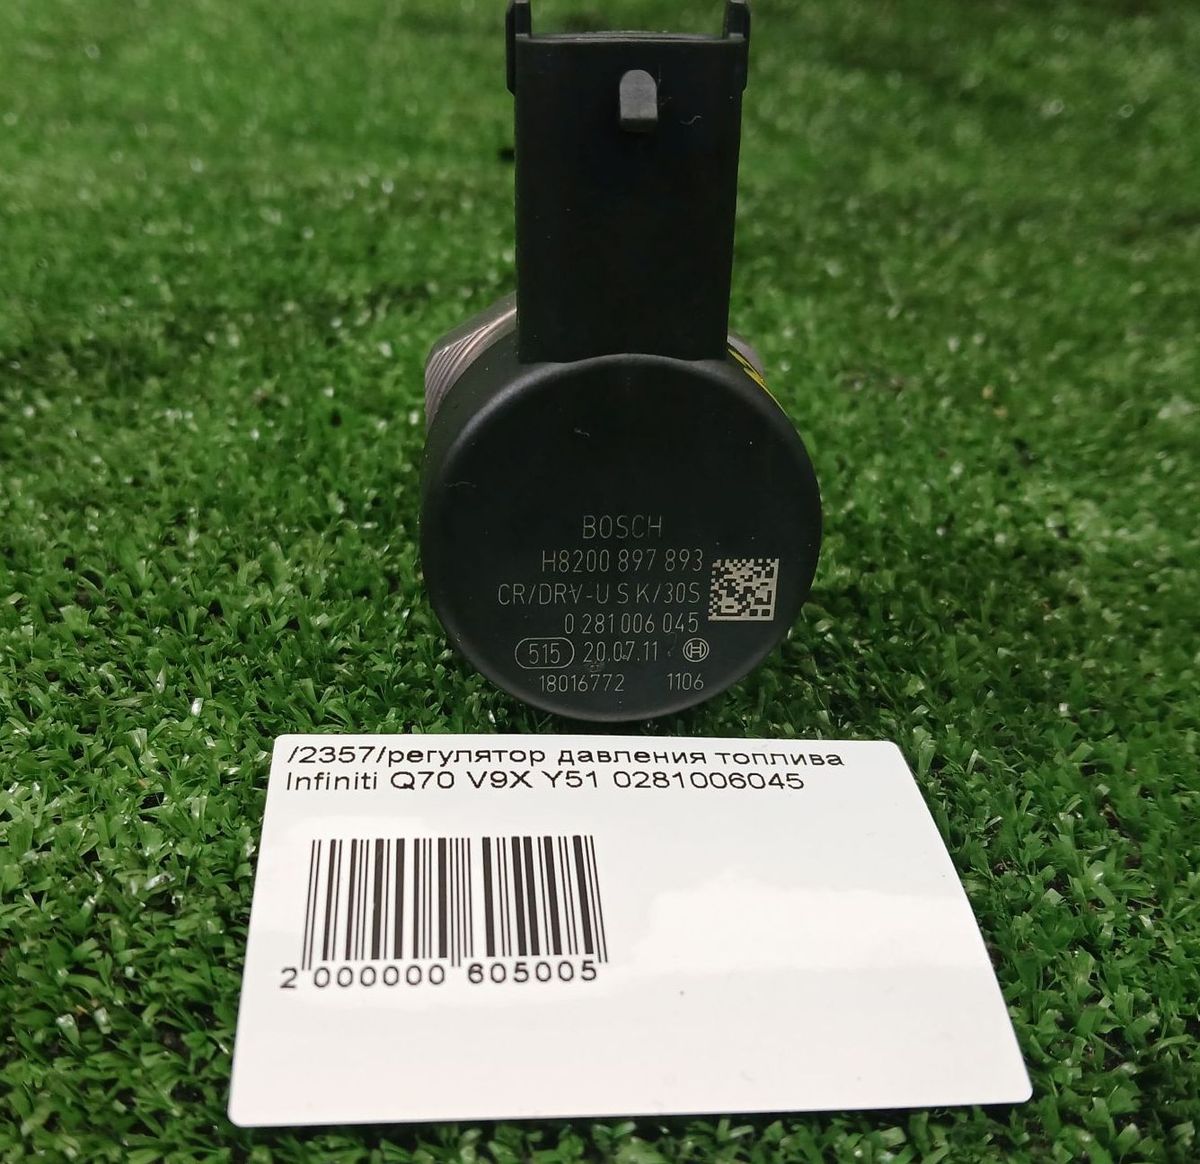 BOSCH
H8200 897 893
CR/DRV-USK/30S
0 281 006 045
515 20.07.11 H
18016772 1106
/2357/регулятор давления топлива
Infiniti Q70 V9X Y51 0281006045
2 000000 605005